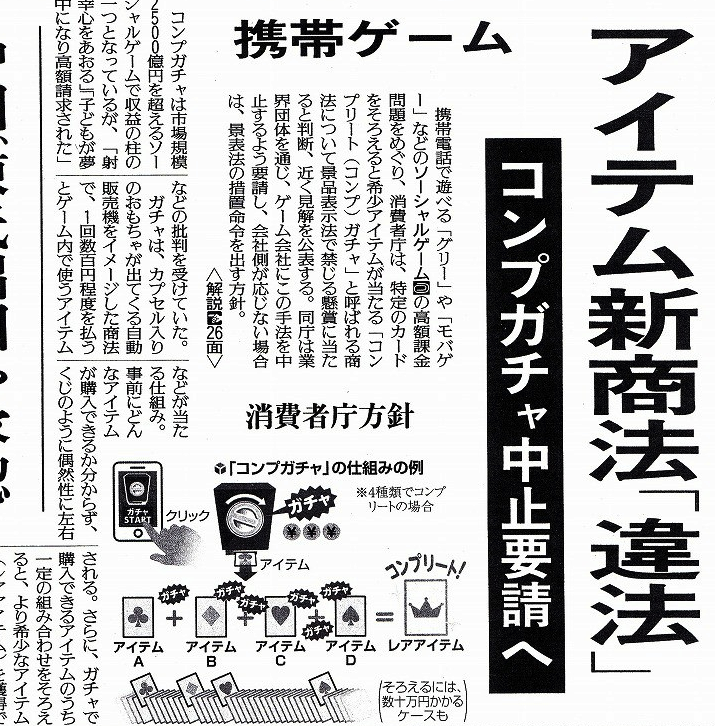 アイテム新商法「違法」
コンプガチャ中止要請へ
携帯ゲーム
消費者庁方針
携帯電話で遊べる「グリー」や「モバゲ
ー」などのソーシャルゲームの高額課金
問題をめぐり、消費者庁は、特定のカード
をそろえると希少アイテムが当たる「コン
プリート(コンプ)ガチャ」と呼ばれる商
法について景品表示法で禁じる懸賞に当た
ると判断、近く見解を公表する。同庁は業
界団体を通じ、ゲーム会社にこの手法を中
止するよう要請し、会社側が応じない場合
は、景表法の措置命令を出す方針。
〈解説26面〉
コンプガチャは市場規模
2500億円を超えるソー
シャルゲームで収益の柱の
一つとなっているが、「射
幸心をあおる」「子どもが夢
中になり高額請求された」
などの批判を受けていた。
ガチャは、カプセル入り
のおもちゃが出てくる自動
販売機をイメージした商法
で、1回数百円程度を払う
とゲーム内で使うアイテム
などが当た
る仕組み。
事前にどん
なアイテム
が購入できるか分からず、
くじのように偶然性に左右
される。さらに、ガチャで
購入できるアイテムのうち
一定の組み合わせをそろえ
ると、より希少なアイテム
「コンプガチャ」の仕組みの例
※4種類でコンプ
リートの場合
ガチャ
START
クリック
ガチャ
¥ ¥ ¥
アイテム
ガチャ
ガチャ
ガチャ
ガチャ
ガチャ
コンプリート!
+ + + =
アイテム
A
アイテム
B
アイテム
C
アイテム
D
レアアイテム
(そろえるには、
数十万円かかる
ケースも)